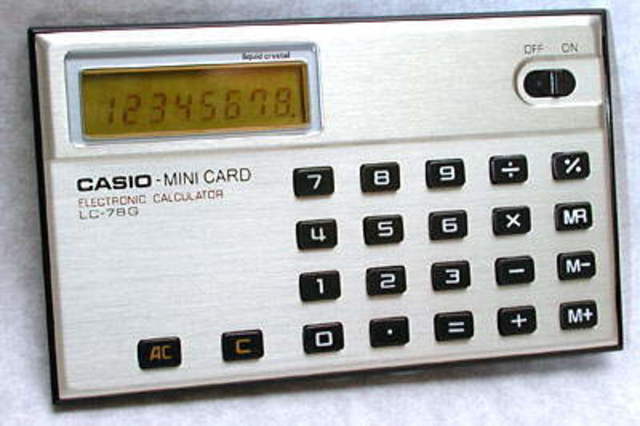 liquid crystal
OFF ON
12345678.
CASIO - MINI CARD
ELECTRONIC CALCULATOR
LC-78G
7 8 9 ÷ %
4 5 6 × MR
1 2 3 − M−
AC C 0 · = + M+